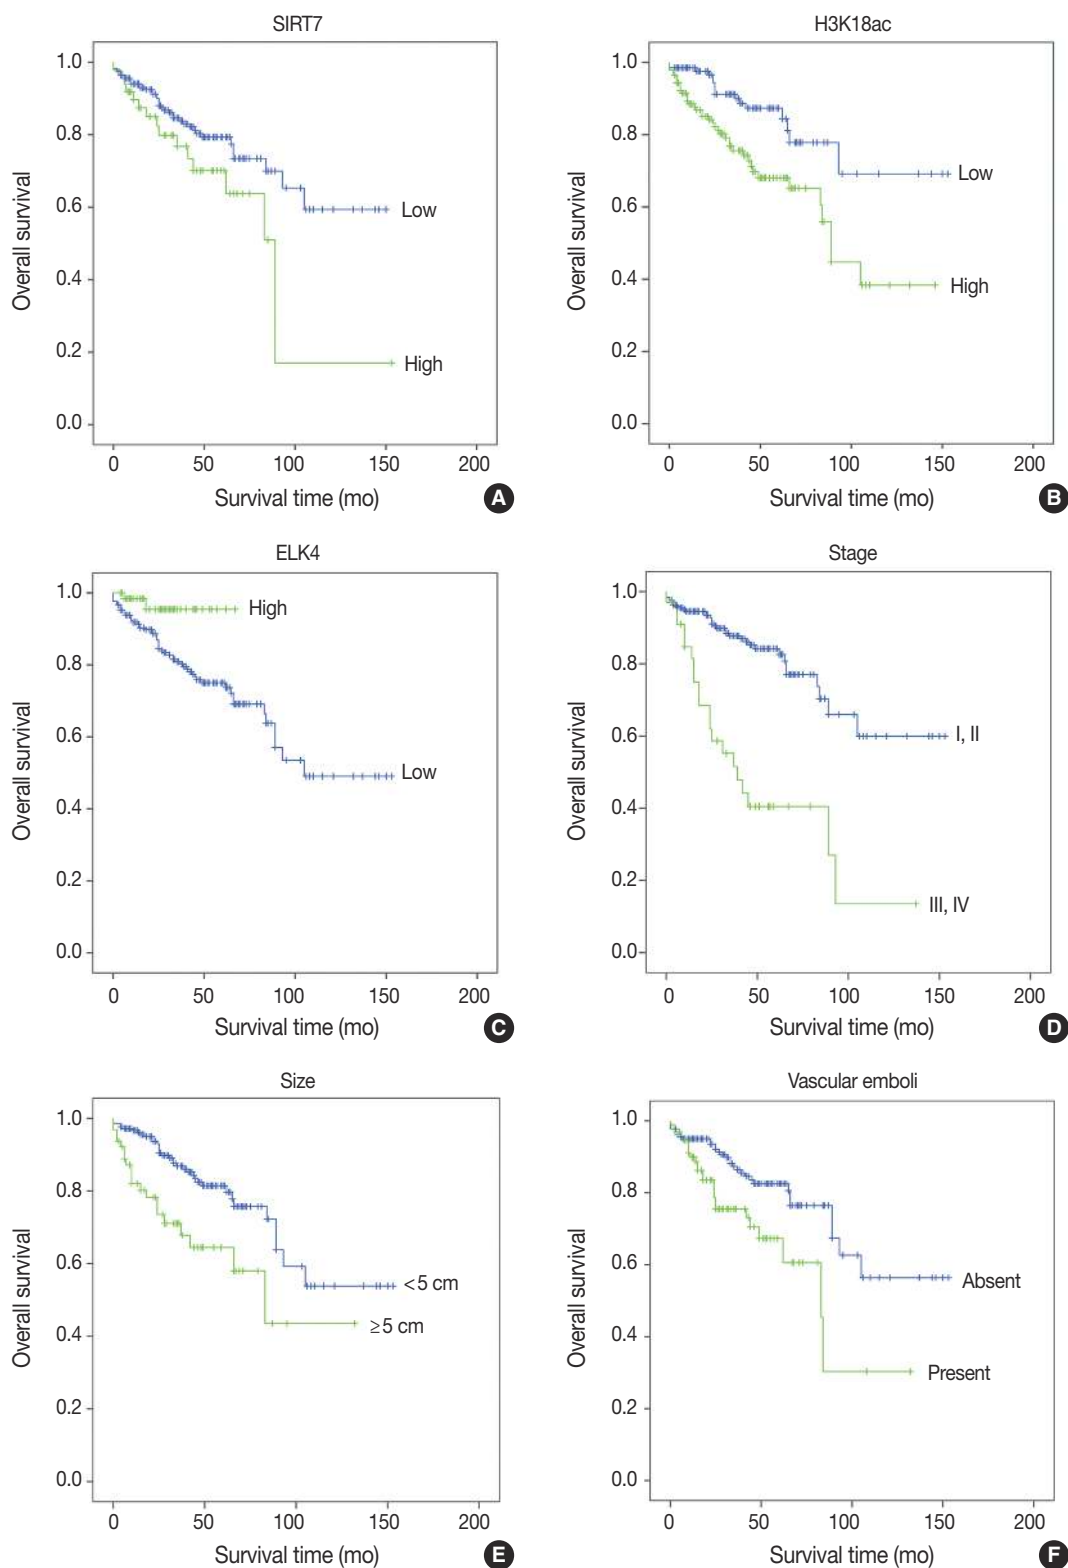 SIRT7
1.0
0.8
0.6
0.4
0.2
0.0
Overall survival
Low
High
0 50 100 150 200
Survival time (mo)
A
H3K18ac
1.0
0.8
0.6
0.4
0.2
0.0
Overall survival
Low
High
0 50 100 150 200
Survival time (mo)
B
ELK4
1.0
0.8
0.6
0.4
0.2
0.0
Overall survival
High
Low
0 50 100 150 200
Survival time (mo)
C
Stage
1.0
0.8
0.6
0.4
0.2
0.0
Overall survival
I, II
III, IV
0 50 100 150 200
Survival time (mo)
D
Size
1.0
0.8
0.6
0.4
0.2
0.0
Overall survival
<5 cm
≥5 cm
0 50 100 150 200
Survival time (mo)
E
Vascular emboli
1.0
0.8
0.6
0.4
0.2
0.0
Overall survival
Absent
Present
0 50 100 150 200
Survival time (mo)
F